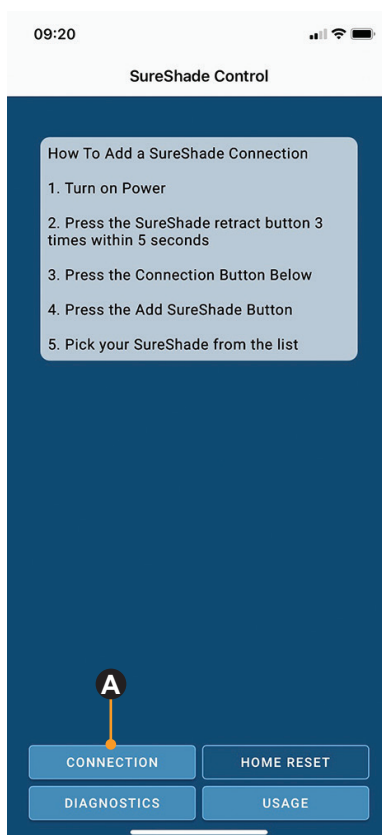 09:20
SureShade Control
How To Add a SureShade Connection
1. Turn on Power
2. Press the SureShade retract button 3
times within 5 seconds
3. Press the Connection Button Below
4. Press the Add SureShade Button
5. Pick your SureShade from the list
A
CONNECTION
HOME RESET
DIAGNOSTICS
USAGE